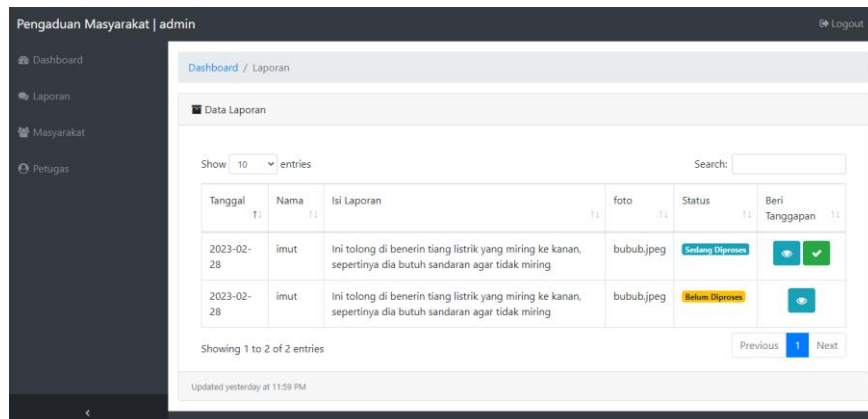 Pengaduan Masyarakat | admin
Logout
Dashboard
Laporan
Masyarakat
Petugas
Dashboard / Laporan
Data Laporan
Show 10 entries
Search:
Tanggal Nama Isi Laporan foto Status Beri
Tanggapan
2023-02- imut Ini tolong di benerin tiang listrik yang miring ke kanan, bubub.jpeg Sedang Diproses
28 sepertinya dia butuh sandaran agar tidak miring
2023-02- imut Ini tolong di benerin tiang listrik yang miring ke kanan, bubub.jpeg Belum Diproses
28 sepertinya dia butuh sandaran agar tidak miring
Showing 1 to 2 of 2 entries
Previous 1 Next
Updated yesterday at 11:59 PM